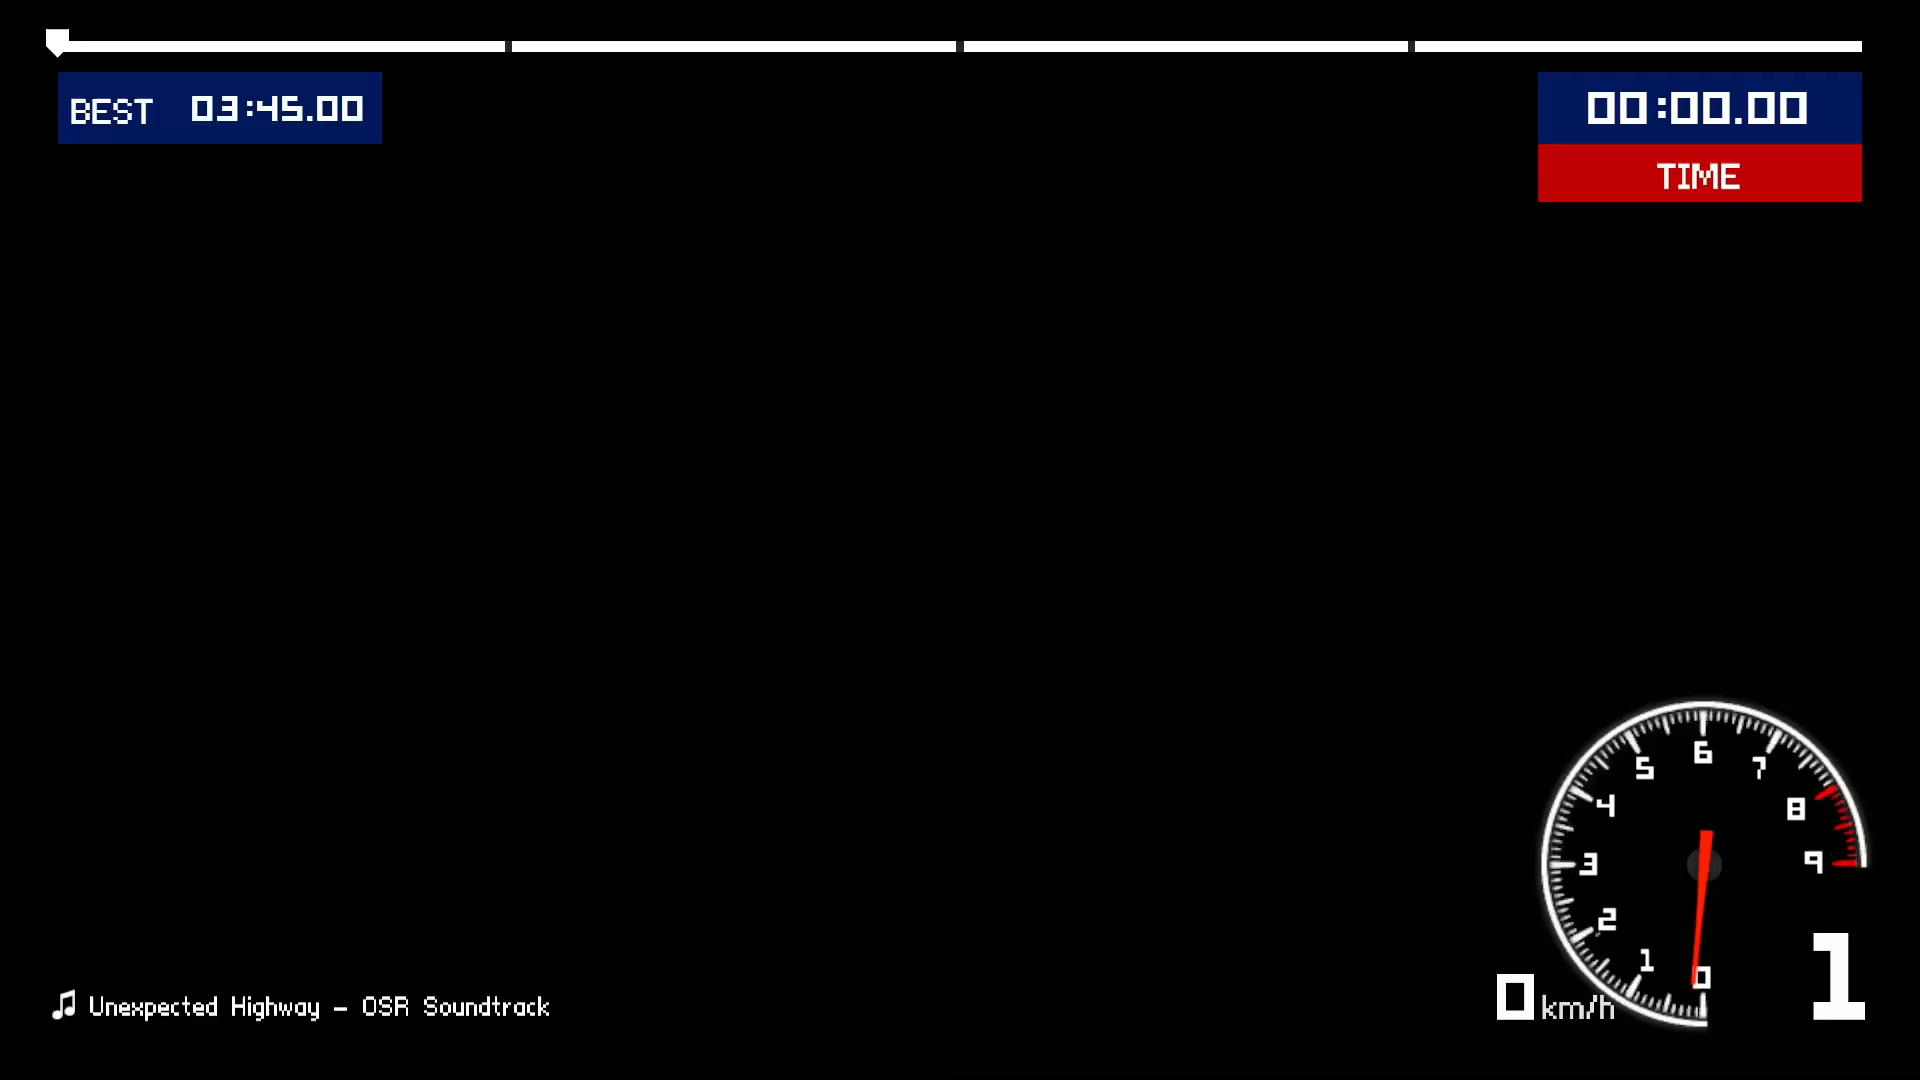 BEST 03:45.00
00:00.00
TIME
6
5 7
4 8
3 9
2
1 0
0 km/h
1
Unexpected Highway – OSR Soundtrack